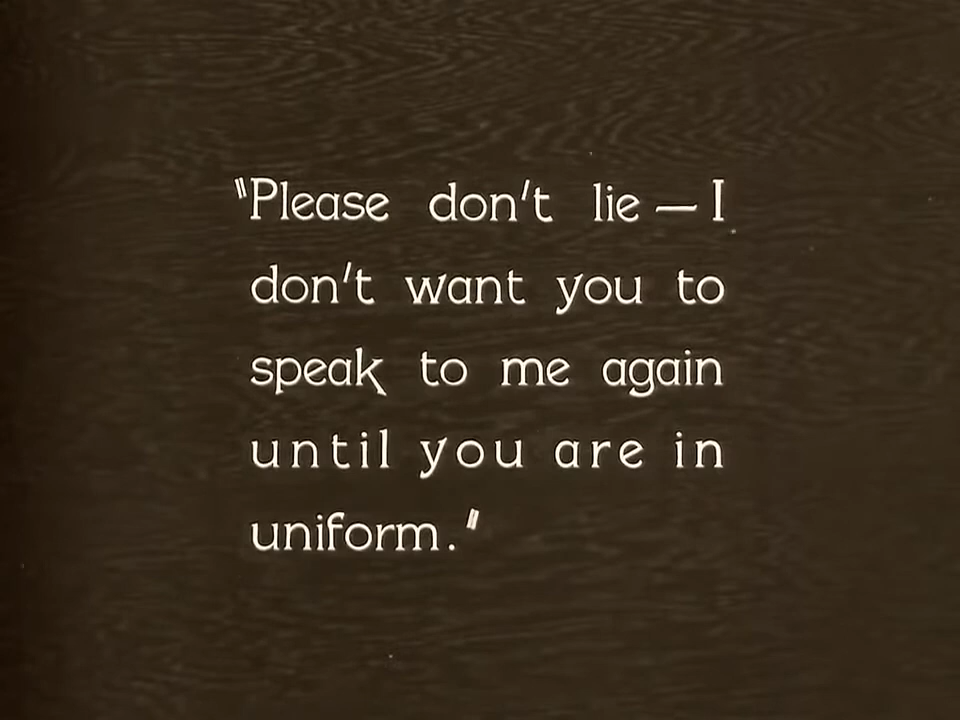 "Please don't lie — I
don't want you to
speak to me again
until you are in
uniform."